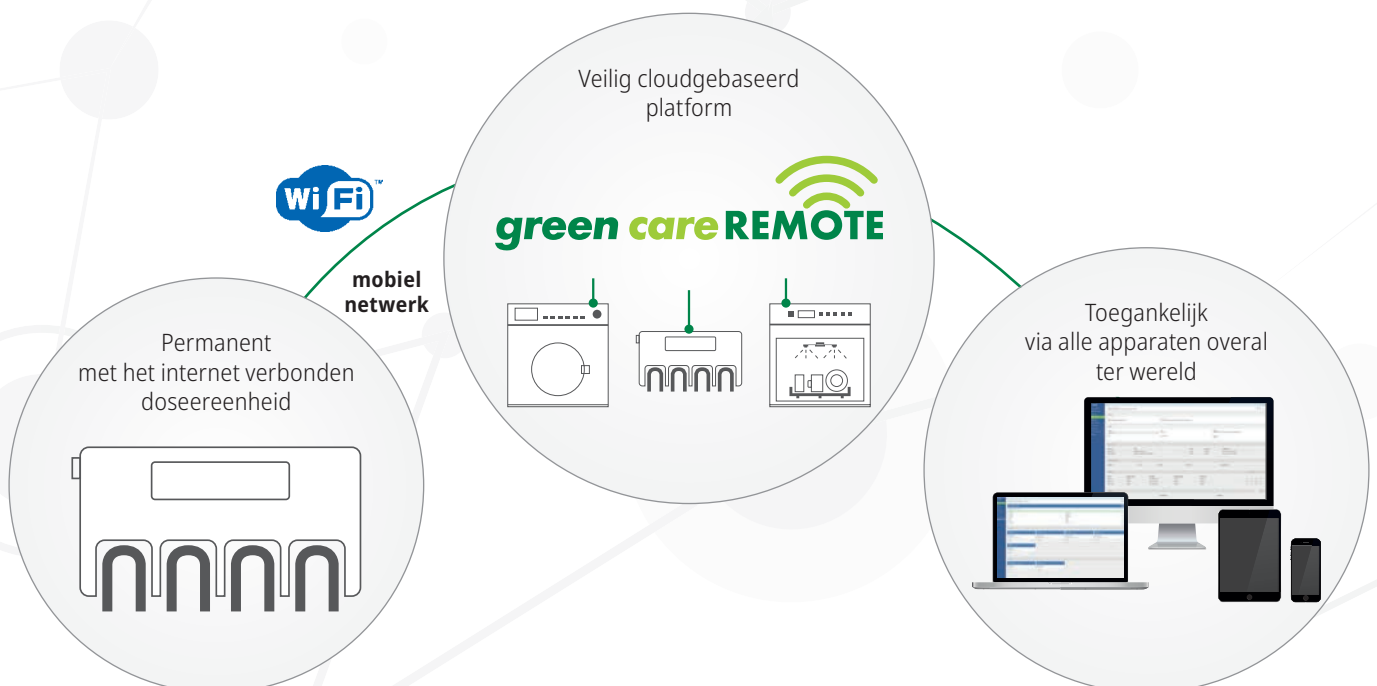 Veilig cloudgebaseerd
platform
green care REMOTE
WiFi™
mobiel
netwerk
Permanent
met het internet verbonden
doseereenheid
Toegankelijk
via alle apparaten overal
ter wereld